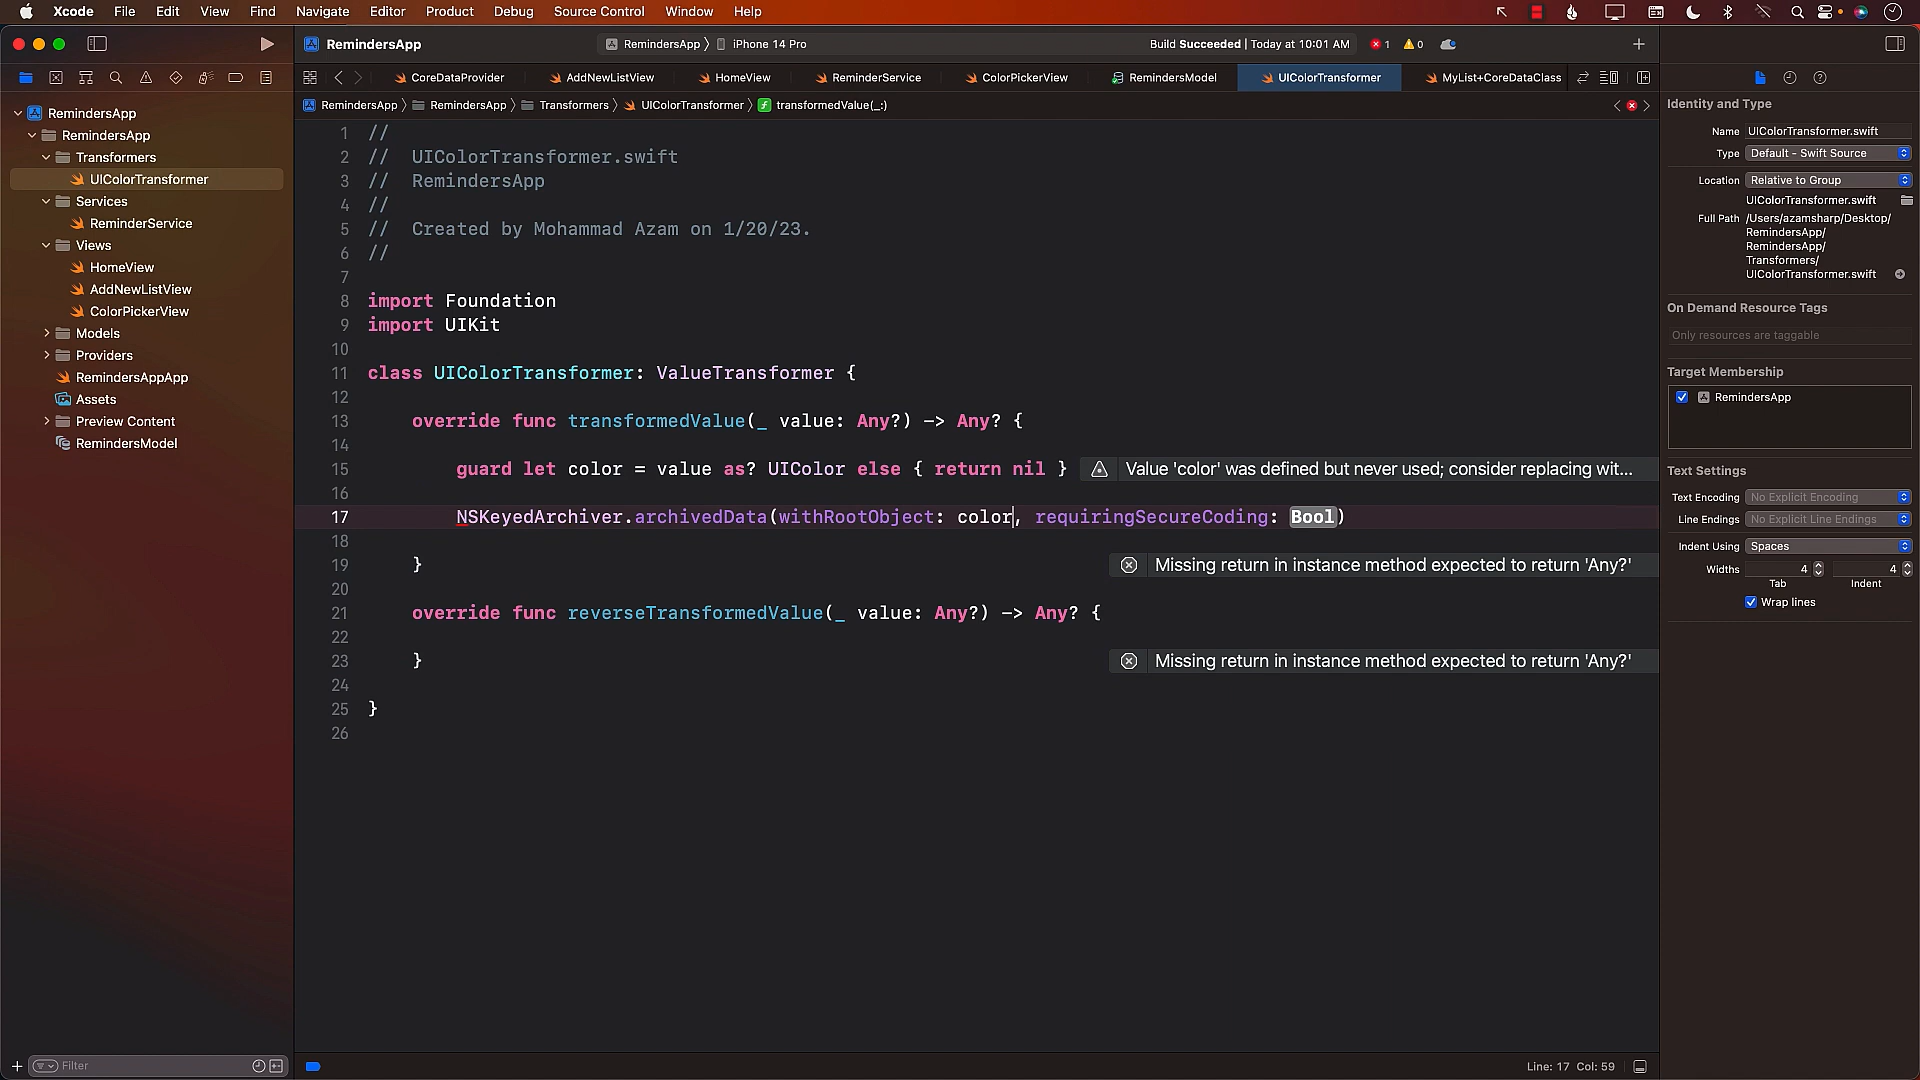 Xcode File Edit View Find Navigate Editor Product Debug Source Control Window Help
RemindersApp
RemindersApp 〉 iPhone 14 Pro
Build Succeeded | Today at 10:01 AM
1
0
CoreDataProvider
AddNewListView
HomeView
ReminderService
ColorPickerView
RemindersModel
UIColorTransformer
MyList+CoreDataClass
RemindersApp 〉 RemindersApp 〉 Transformers 〉 UIColorTransformer 〉 transformedValue(_:)
RemindersApp
RemindersApp
Transformers
UIColorTransformer
Services
ReminderService
Views
HomeView
AddNewListView
ColorPickerView
Models
Providers
RemindersAppApp
Assets
Preview Content
RemindersModel
Filter
1 //
2 //  UIColorTransformer.swift
3 //  RemindersApp
4 //
5 //  Created by Mohammad Azam on 1/20/23.
6 //
7
8 import Foundation
9 import UIKit
10
11 class UIColorTransformer: ValueTransformer {
12
13     override func transformedValue(_ value: Any?) -> Any? {
14
15         guard let color = value as? UIColor else { return nil }
Value 'color' was defined but never used; consider replacing wit...
16
17         NSKeyedArchiver.archivedData(withRootObject: color, requiringSecureCoding: Bool)
18
19     }
Missing return in instance method expected to return 'Any?'
20
21     override func reverseTransformedValue(_ value: Any?) -> Any? {
22
23     }
Missing return in instance method expected to return 'Any?'
24
25 }
26
Line: 17 Col: 59
Identity and Type
Name UIColorTransformer.swift
Type Default - Swift Source
Location Relative to Group
UIColorTransformer.swift
Full Path /Users/azamsharp/Desktop/
RemindersApp/
RemindersApp/
Transformers/
UIColorTransformer.swift
On Demand Resource Tags
Only resources are taggable
Target Membership
RemindersApp
Text Settings
Text Encoding No Explicit Encoding
Line Endings No Explicit Line Endings
Indent Using Spaces
Widths 4 4
Tab Indent
Wrap lines